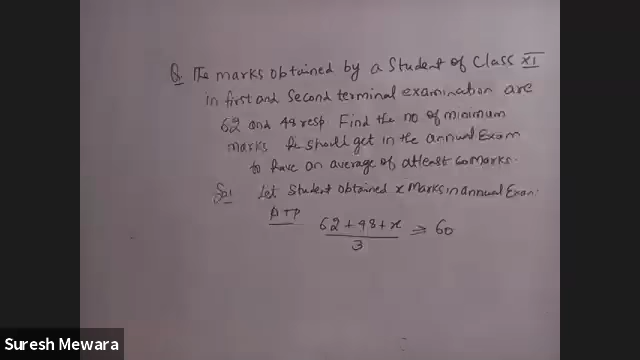 Q The marks obtained by a Student of Class XI
in first and Second terminal examination are
62 and 48 resp. Find the no of minimum
marks he should get in the annual Exam
to have an average of atleast 60 marks.
Sol Let Student obtained x Marks in annual Exam.
ATP
62+48+x
3
≥ 60
Suresh Mewara